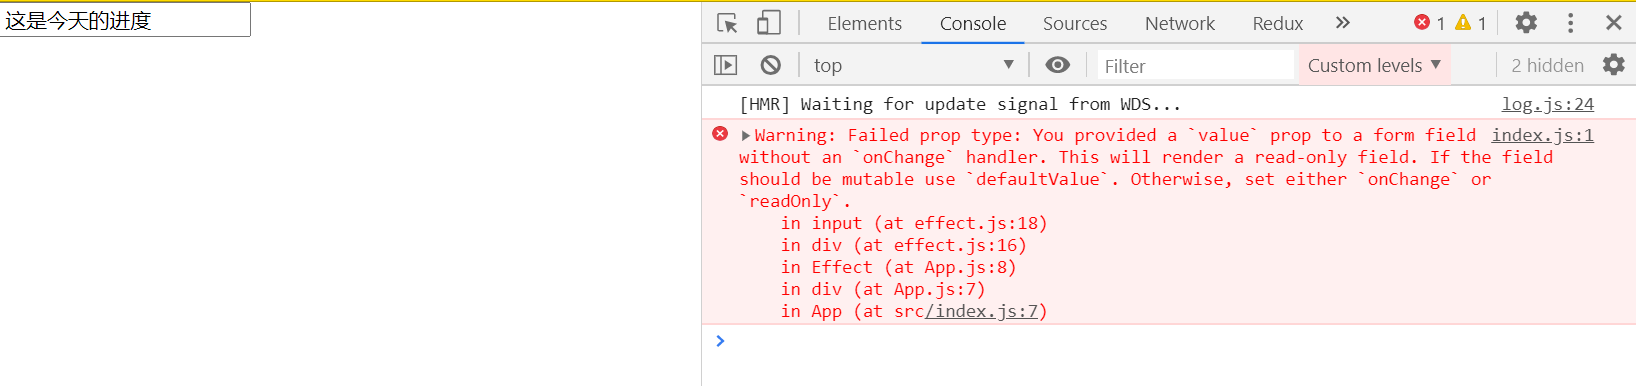 这是今天的进度
Elements Console Sources Network Redux » 1 1
top Filter Custom levels 2 hidden
[HMR] Waiting for update signal from WDS... log.js:24
Warning: Failed prop type: You provided a `value` prop to a form field index.js:1
without an `onChange` handler. This will render a read-only field. If the field
should be mutable use `defaultValue`. Otherwise, set either `onChange` or
`readOnly`.
in input (at effect.js:18)
in div (at effect.js:16)
in Effect (at App.js:8)
in div (at App.js:7)
in App (at src/index.js:7)